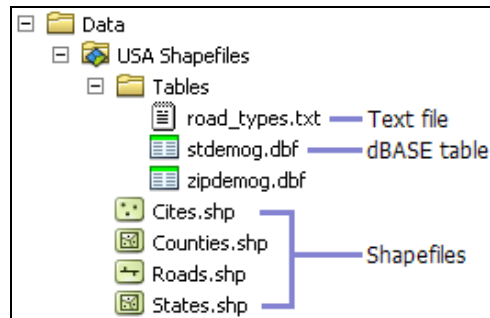 Data
USA Shapefiles
Tables
road_types.txt Text file
stdemog.dbf dBASE table
zipdemog.dbf
Cites.shp
Counties.shp
Shapefiles
Roads.shp
States.shp